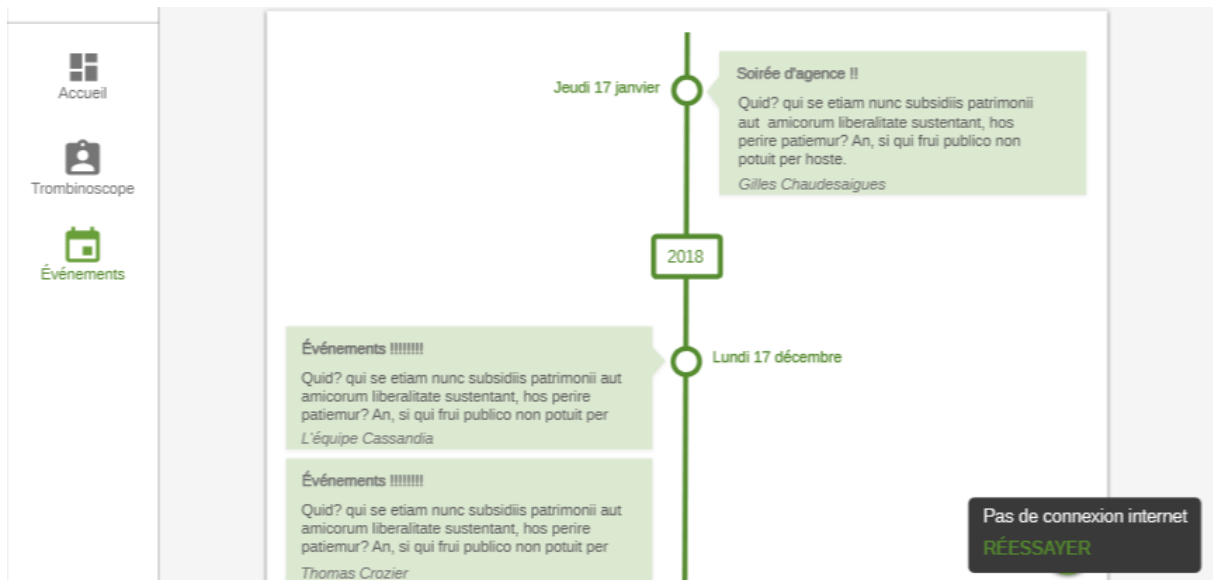 Accueil
Trombinoscope
Événements
Jeudi 17 janvier
Soirée d'agence !!
Quid? qui se etiam nunc subsidiis patrimonii
aut amicorum liberalitate sustentant, hos
perire patiemur? An, si qui frui publico non
potuit per hoste.
Gilles Chaudesaigues
2018
Lundi 17 décembre
Événements !!!!!!!!
Quid? qui se etiam nunc subsidiis patrimonii aut
amicorum liberalitate sustentant, hos perire
patiemur? An, si qui frui publico non potuit per
L'équipe Cassandia
Événements !!!!!!!!
Quid? qui se etiam nunc subsidiis patrimonii aut
amicorum liberalitate sustentant, hos perire
patiemur? An, si qui frui publico non potuit per
Thomas Crozier
Pas de connexion internet
RÉESSAYER